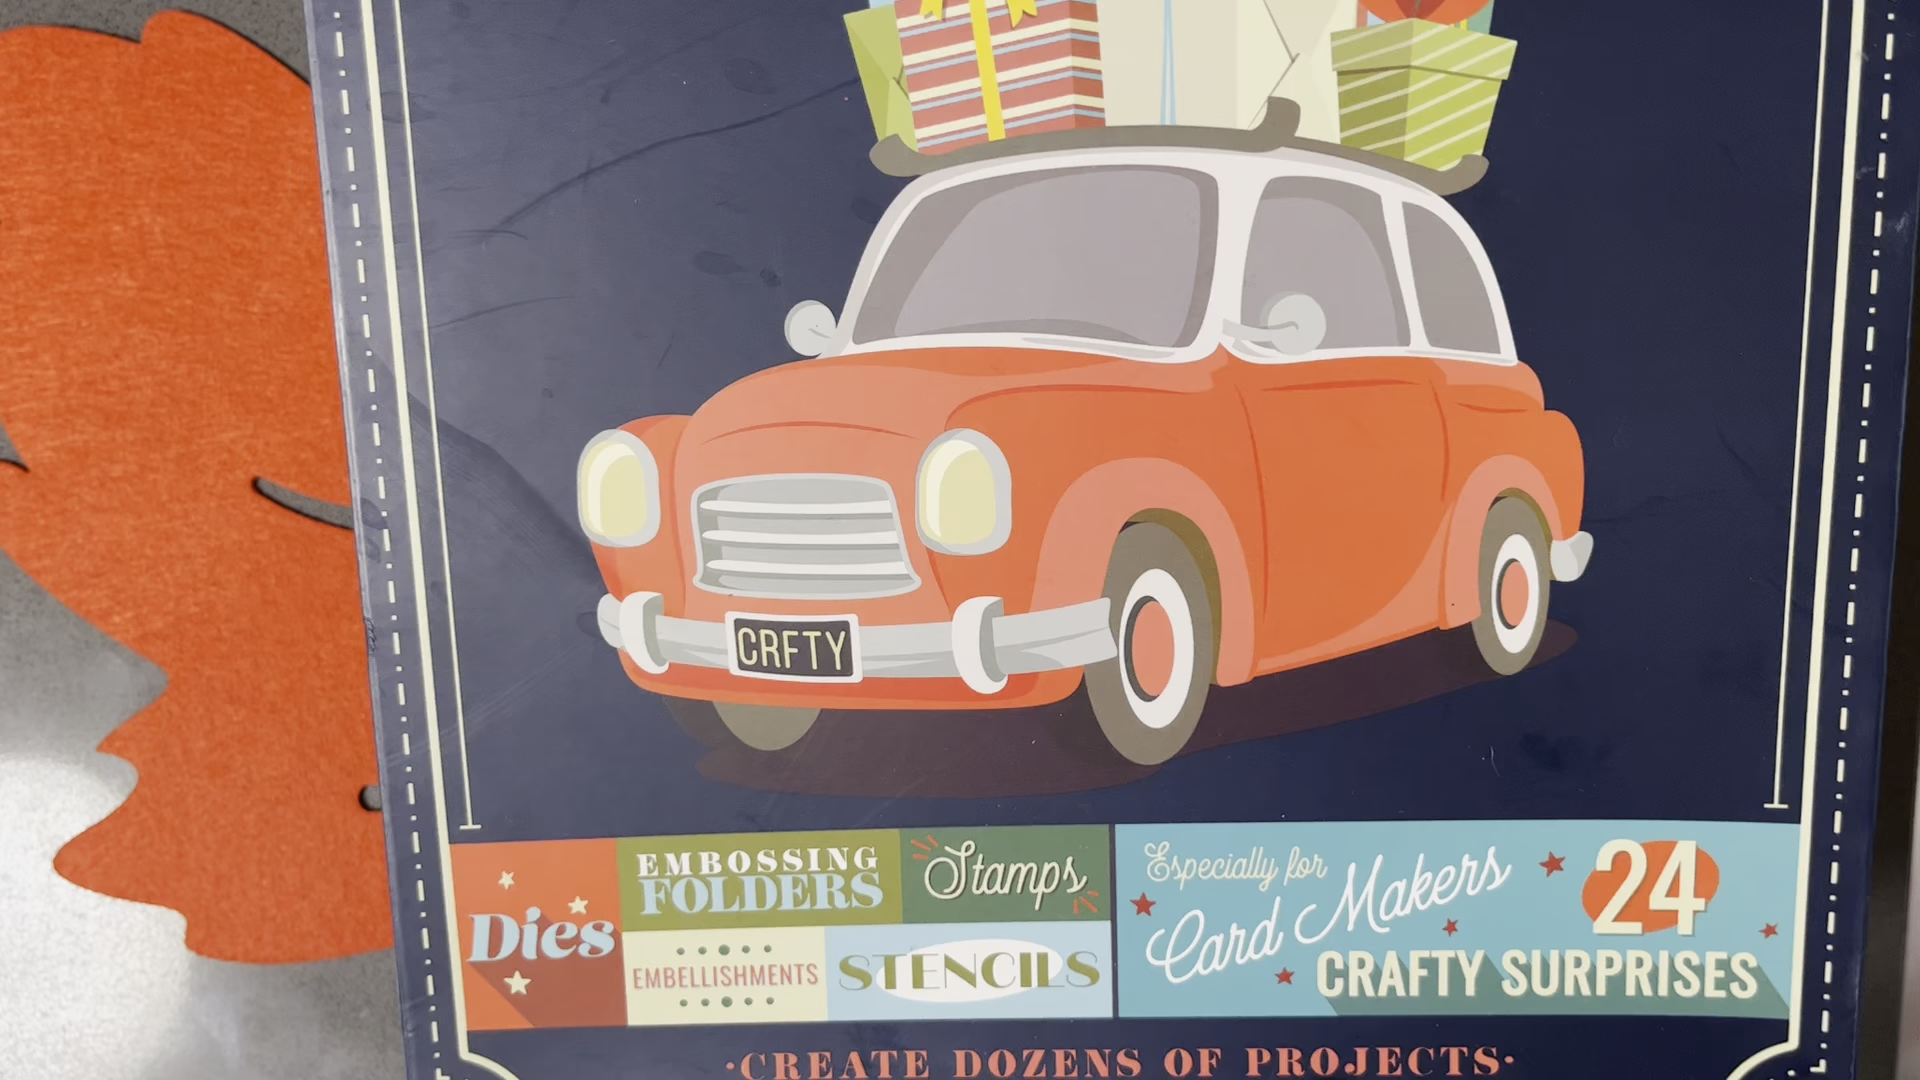 CRFTY
Dies
EMBOSSING
FOLDERS
Stamps
EMBELLISHMENTS
STENCILS
Especially for
Card Makers
24
CRAFTY SURPRISES
·CREATE DOZENS OF PROJECTS·